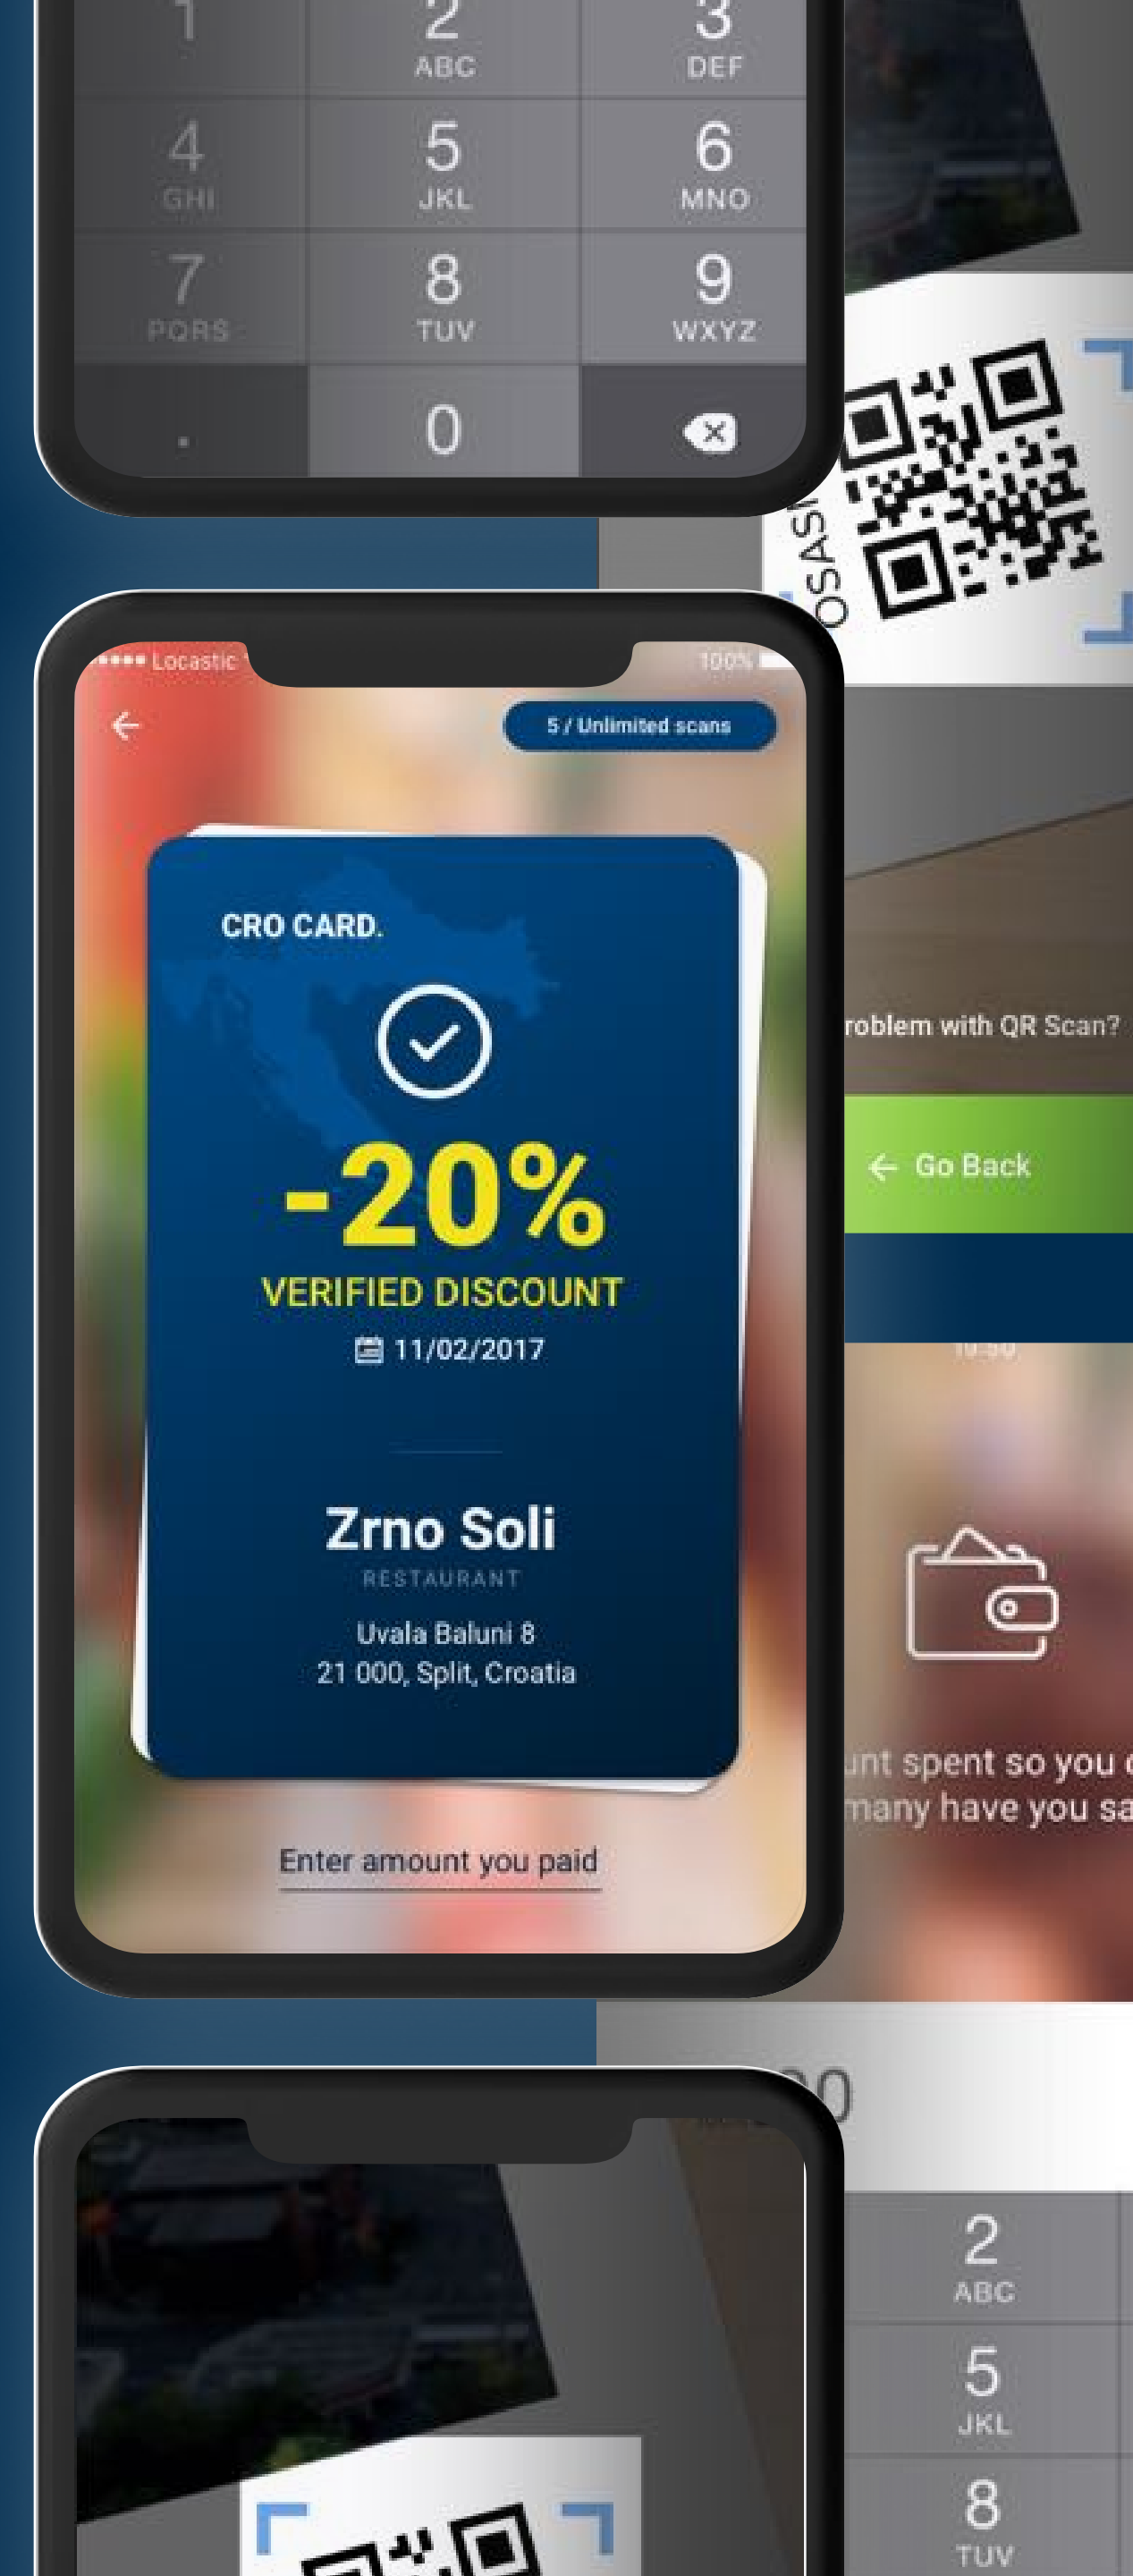 1
2
ABC
3
DEF
4
GHI
5
JKL
6
MNO
7
PQRS
8
TUV
9
WXYZ
.
0
Locastic
100%
5 / Unlimited scans
CRO CARD.
-20%
VERIFIED DISCOUNT
11/02/2017
Zrno Soli
RESTAURANT
Uvala Baluni 8
21 000, Split, Croatia
Enter amount you paid
roblem with QR Scan?
Go Back
19:50
unt spent so you
many have you sa
2
ABC
5
JKL
8
TUV